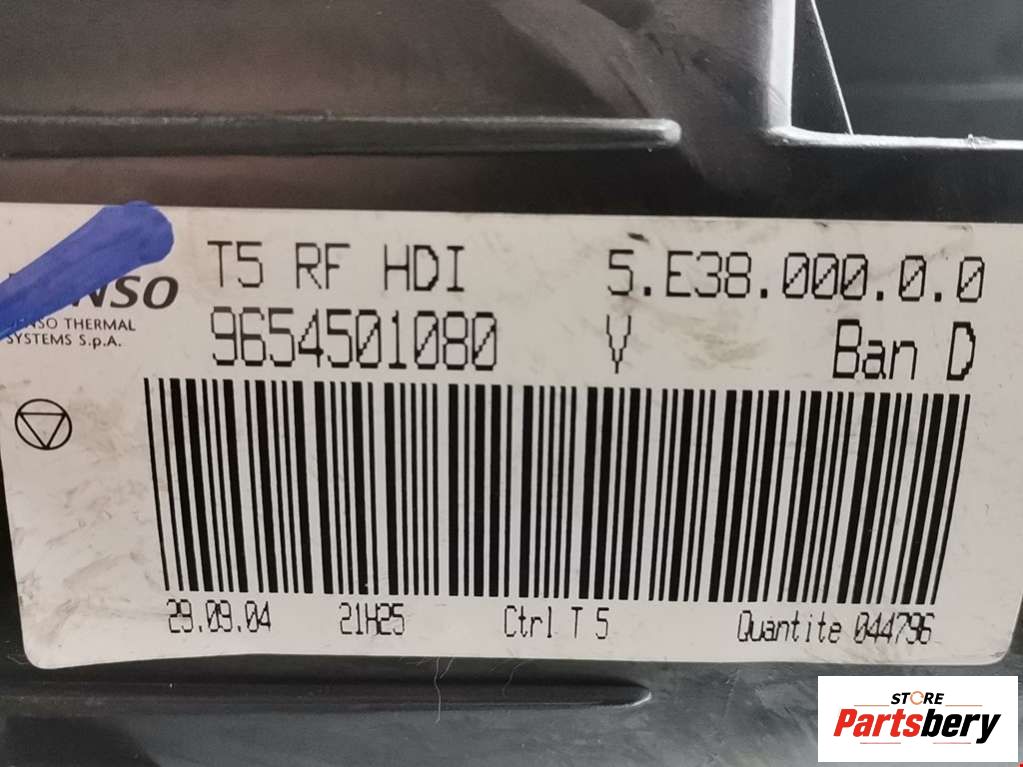 T5 RF HDI 5.E38.000.0.0
9654501080 V Ban D
THERMAL
SYSTEMS S.p.A.
29.09.04 21H25 Ctrl T 5 Quantite 044796
STORE
Partsbery